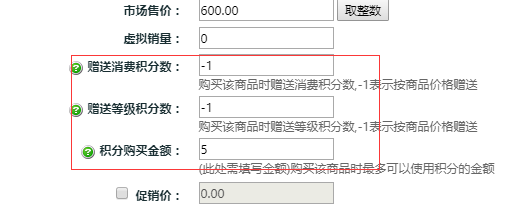 市场售价： 600.00 取整数
虚拟销量： 0
赠送消费积分数： -1
购买该商品时赠送消费积分数,-1表示按商品价格赠送
赠送等级积分数： -1
购买该商品时赠送等级积分数,-1表示按商品价格赠送
积分购买金额： 5
(此处需填写金额)购买该商品时最多可以使用积分的金额
促销价： 0.00